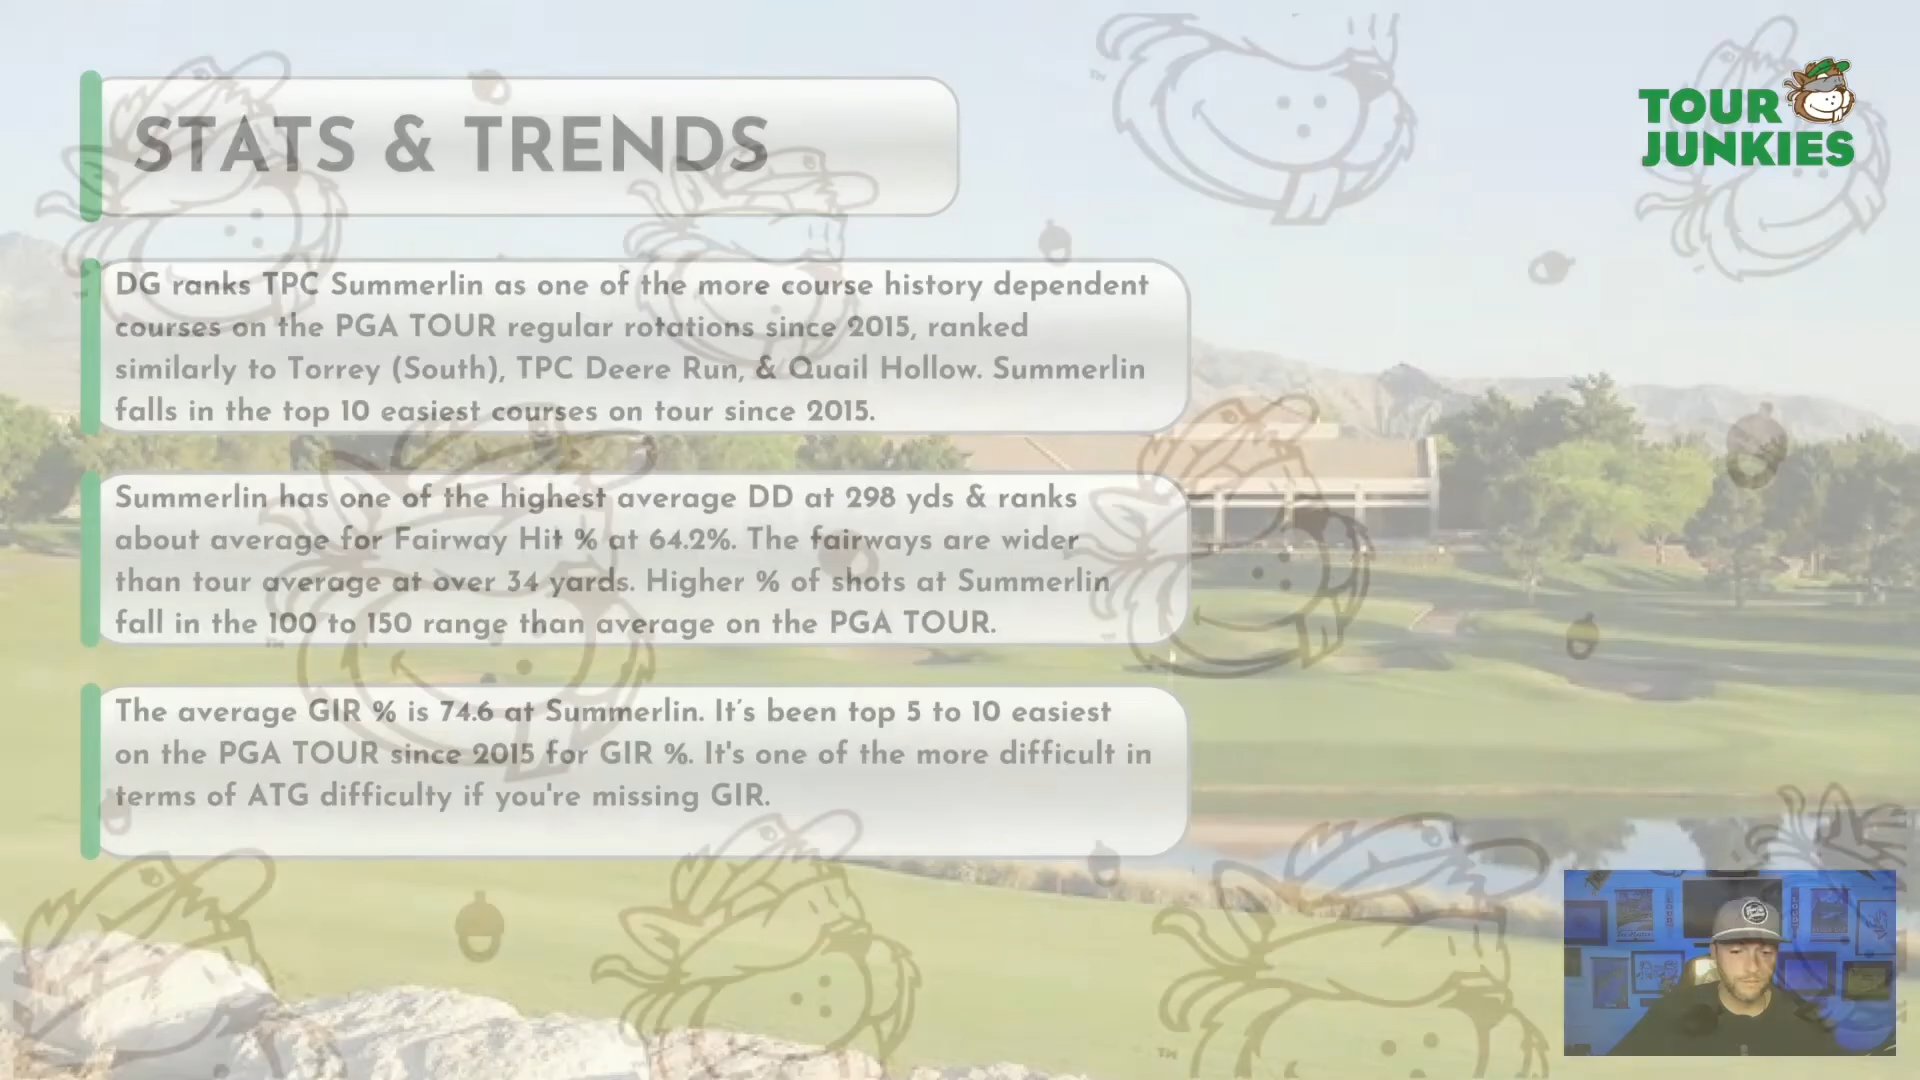 STATS & TRENDS
TOUR
JUNKIES
DG ranks TPC Summerlin as one of the more course history dependent
courses on the PGA TOUR regular rotations since 2015, ranked
similarly to Torrey (South), TPC Deere Run, & Quail Hollow. Summerlin
falls in the top 10 easiest courses on tour since 2015.
Summerlin has one of the highest average DD at 298 yds & ranks
about average for Fairway Hit % at 64.2%. The fairways are wider
than tour average at over 34 yards. Higher % of shots at Summerlin
fall in the 100 to 150 range than average on the PGA TOUR.
The average GIR % is 74.6 at Summerlin. It's been top 5 to 10 easiest
on the PGA TOUR since 2015 for GIR %. It's one of the more difficult in
terms of ATG difficulty if you're missing GIR.